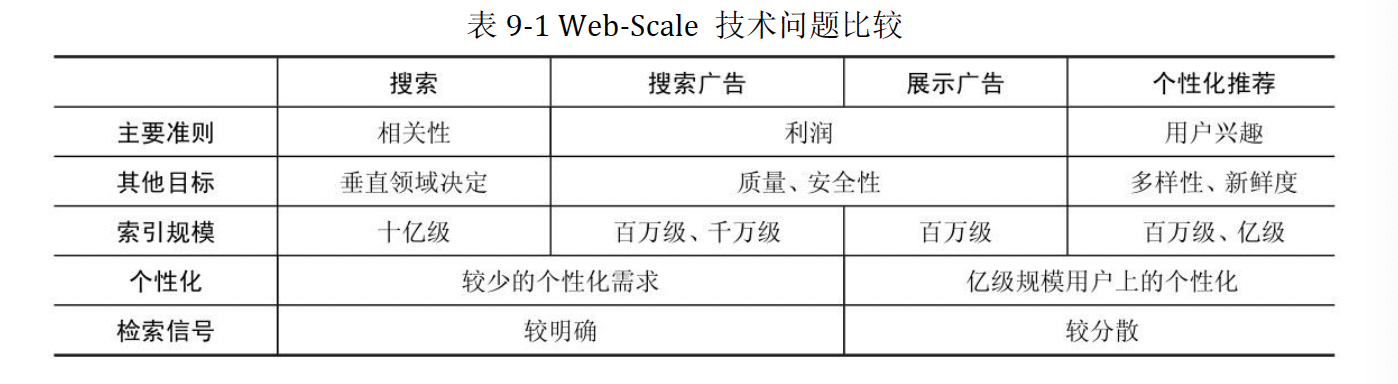 表 9-1 Web-Scale 技术问题比较
搜索 搜索广告 展示广告 个性化推荐
主要准则 相关性 利润 用户兴趣
其他目标 垂直领域决定 质量、安全性 多样性、新鲜度
索引规模 十亿级 百万级、千万级 百万级 百万级、亿级
个性化 较少的个性化需求 亿级规模用户上的个性化
检索信号 较明确 较分散